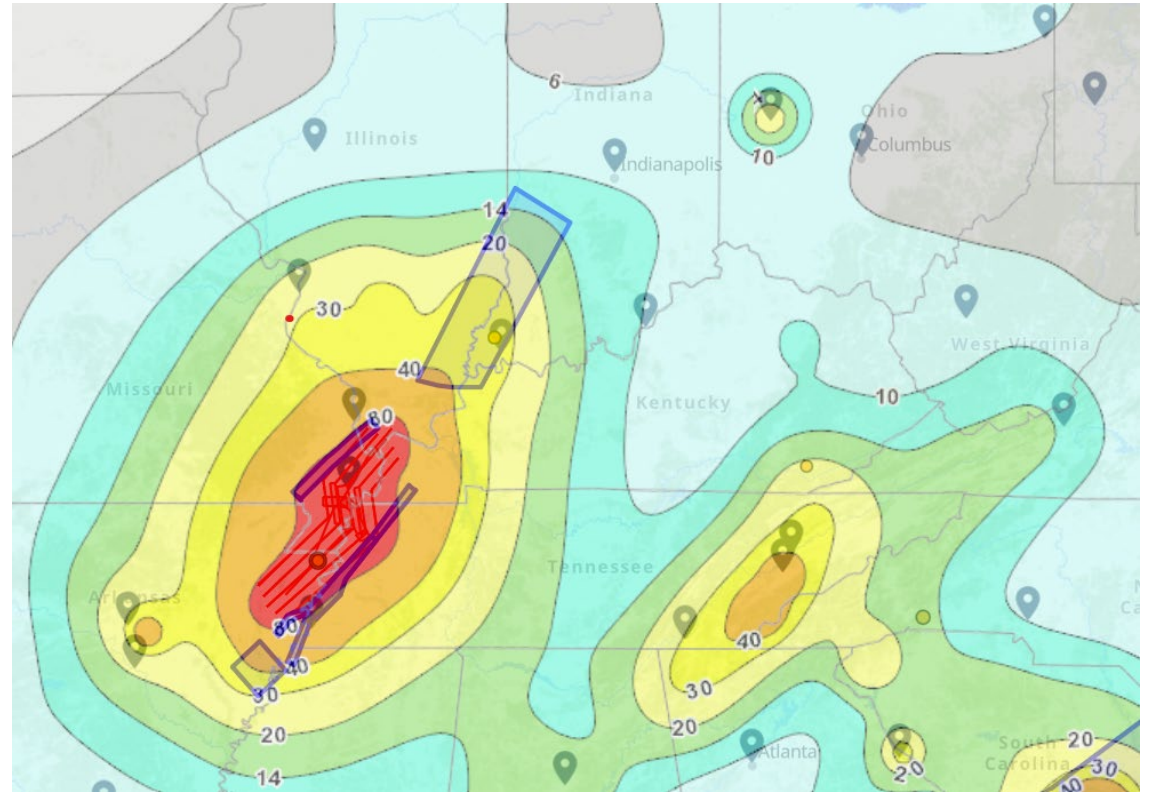 6
Indiana
Ohio
Illinois
10
Columbus
Indianapolis
14
20
30
West Virginia
Missouri
40
10
Kentucky
80
Tennessee
Arkansas
80
40
40
30
30
20
20
South
Carolina
20
Atlanta
30
14
20
40